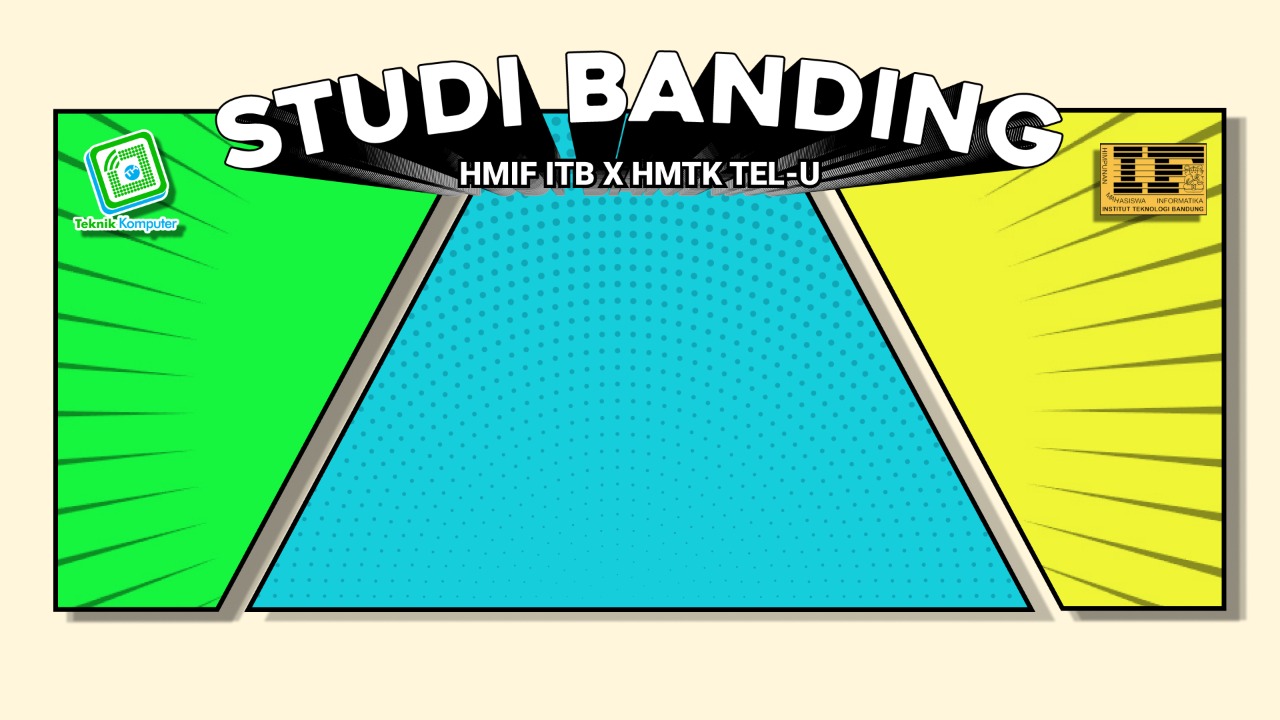 STUDI BANDING
HMIF ITB X HMTK TEL-U
Teknik Komputer
HIMPUNAN
IF
MAHASISWA INFORMATIKA
INSTITUT TEKNOLOGI BANDUNG